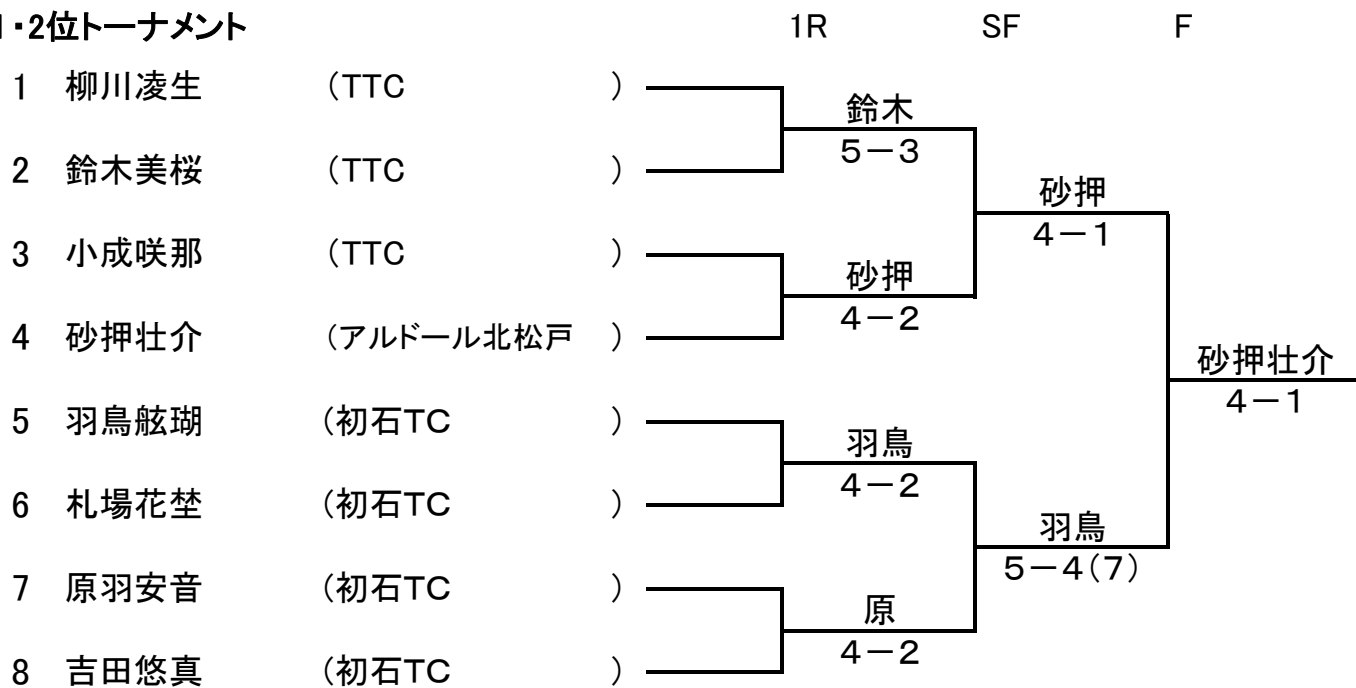 1・2位トーナメント 1R SF F
1 柳川凌生 (TTC )
鈴木
5-3
2 鈴木美桜 (TTC )
砂押
4-1
3 小成咲那 (TTC )
砂押
4-2
4 砂押壮介 (アルドール北松戸 )
砂押壮介
4-1
5 羽鳥舷瑚 (初石TC )
羽鳥
4-2
6 札場花埜 (初石TC )
羽鳥
5-4(7)
7 原羽安音 (初石TC )
原
4-2
8 吉田悠真 (初石TC )